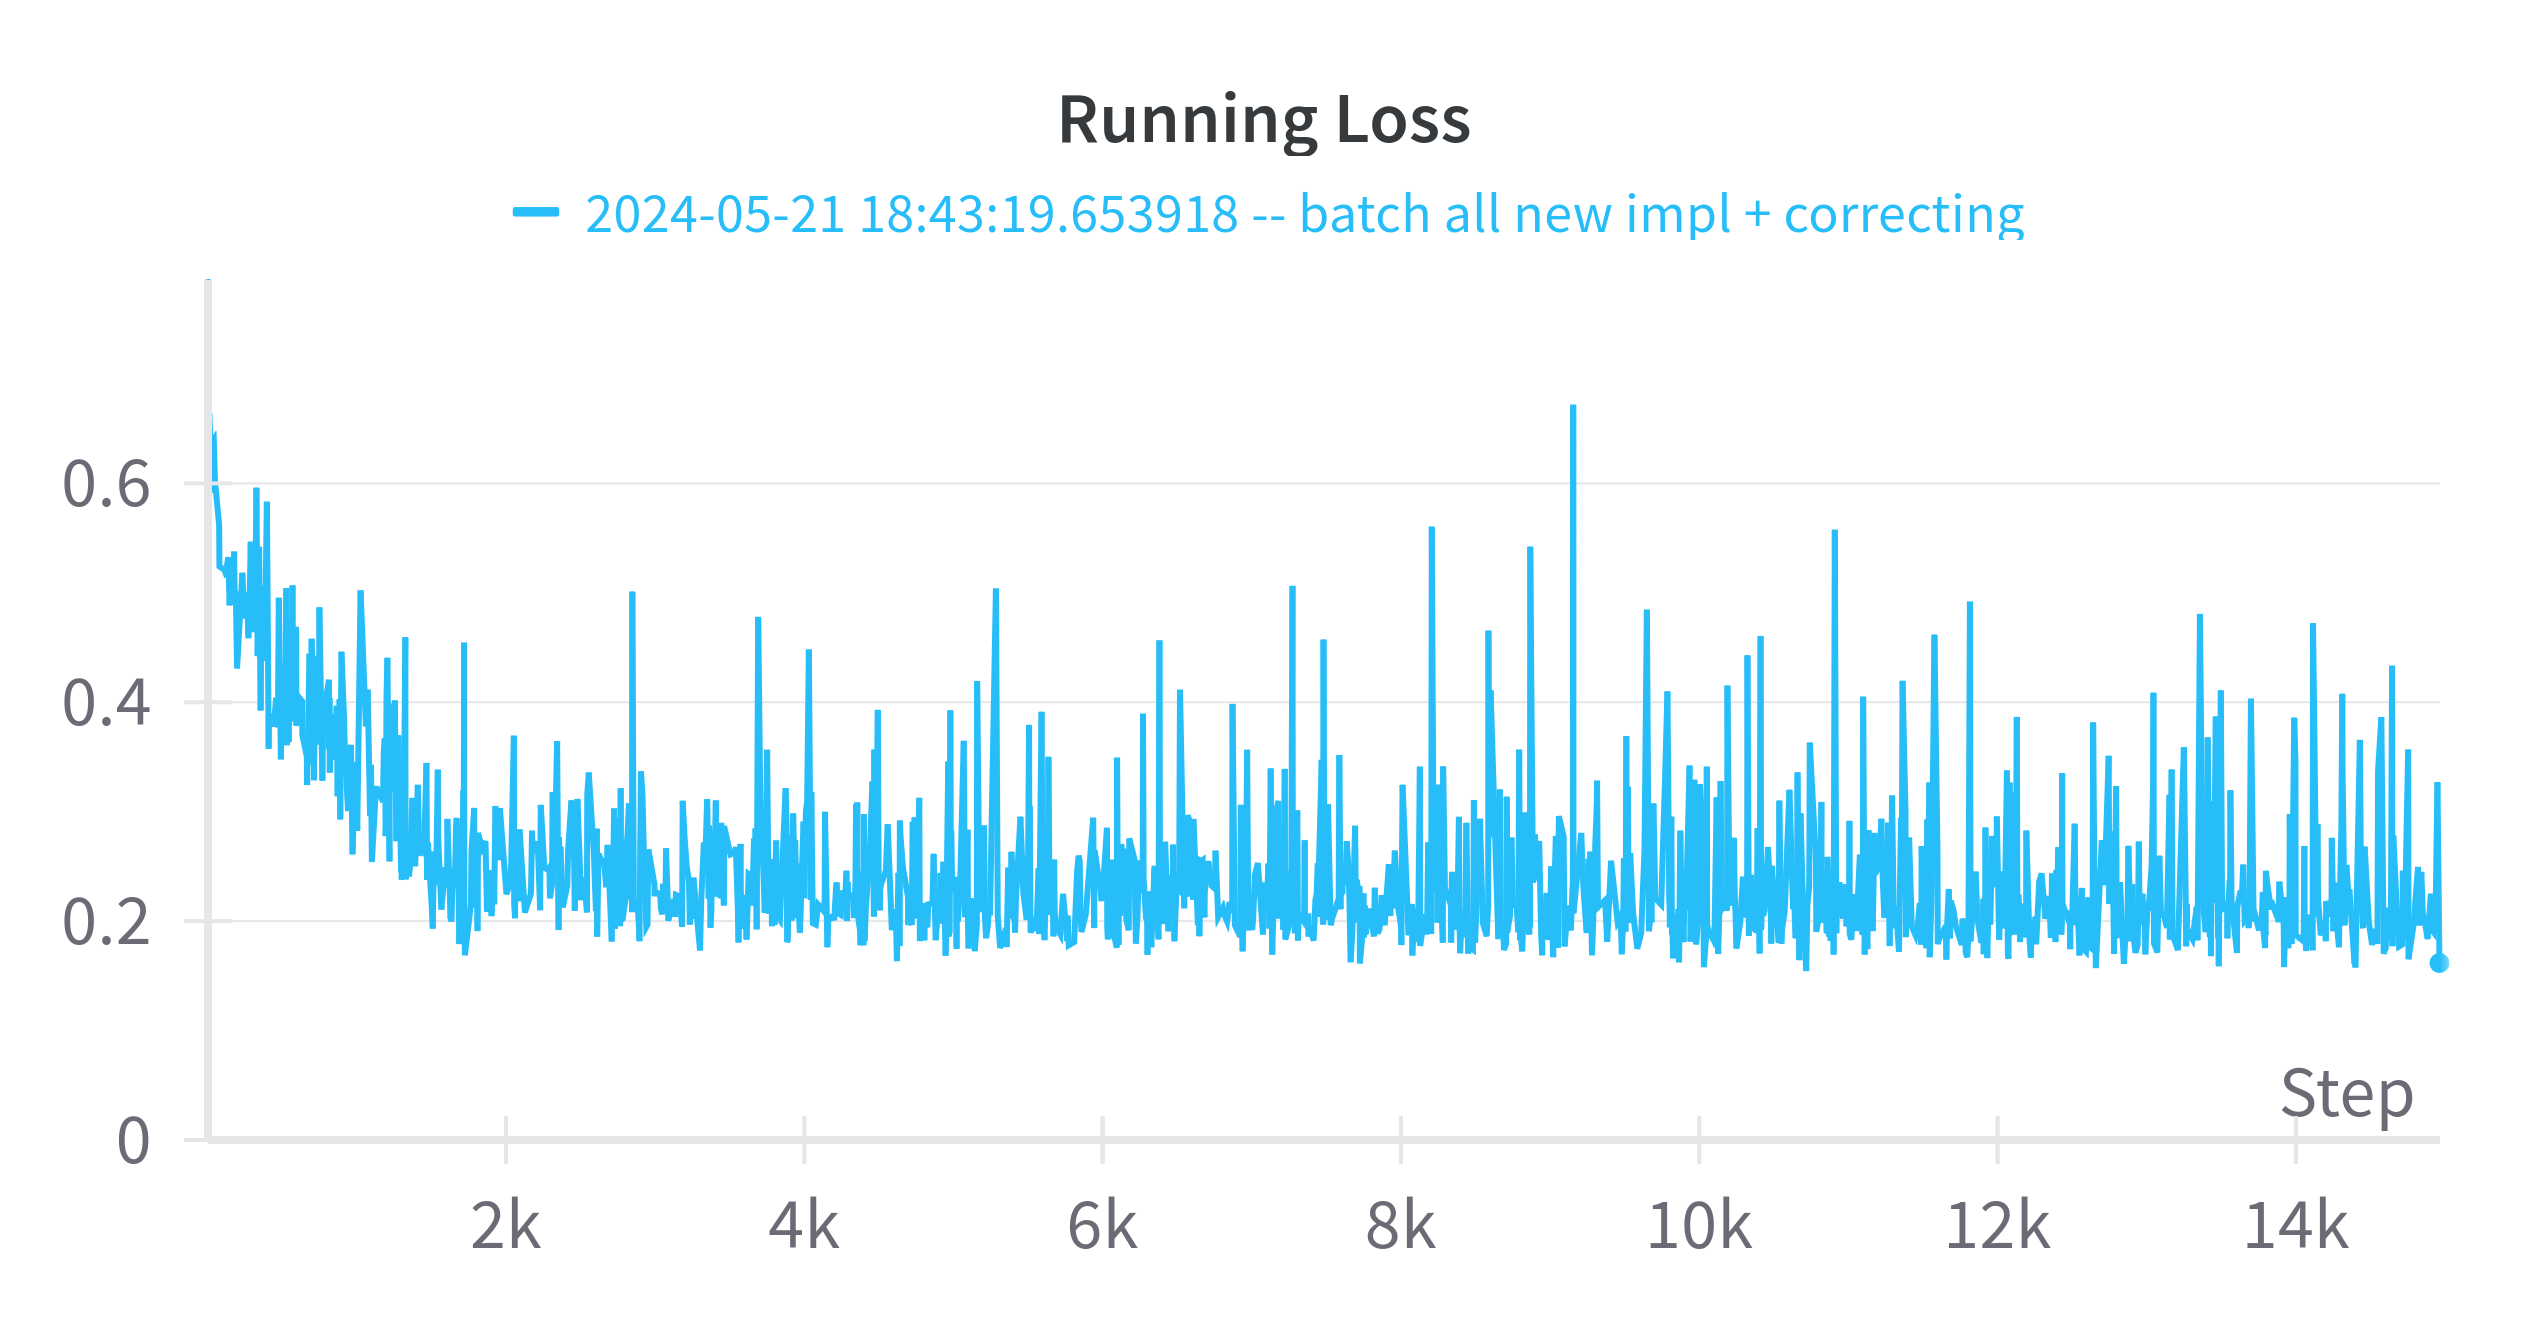 Running Loss
2024-05-21 18:43:19.653918 -- batch all new impl + correcting
0.6
0.4
0.2
0
Step
2k 4k 6k 8k 10k 12k 14k